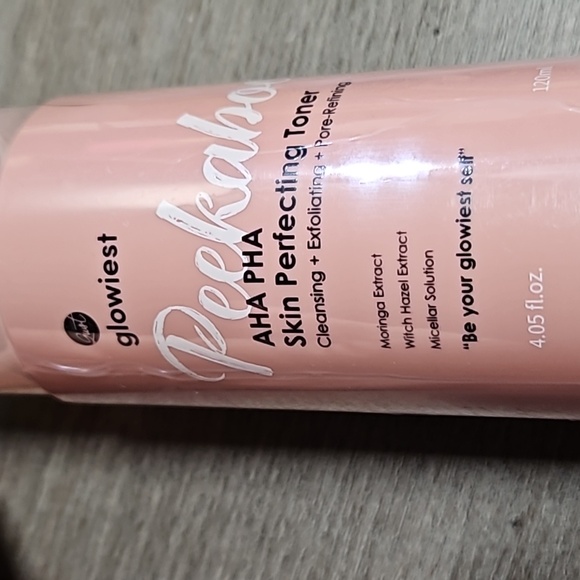 glowiest
Peekaboo
AHA PHA
Skin Perfecting Toner
Cleansing + Exfoliating + Pore-Refining
Moringa Extract
Witch Hazel Extract
Micellar Solution
"Be your glowiest self"
4.05 fl.oz.
120ml